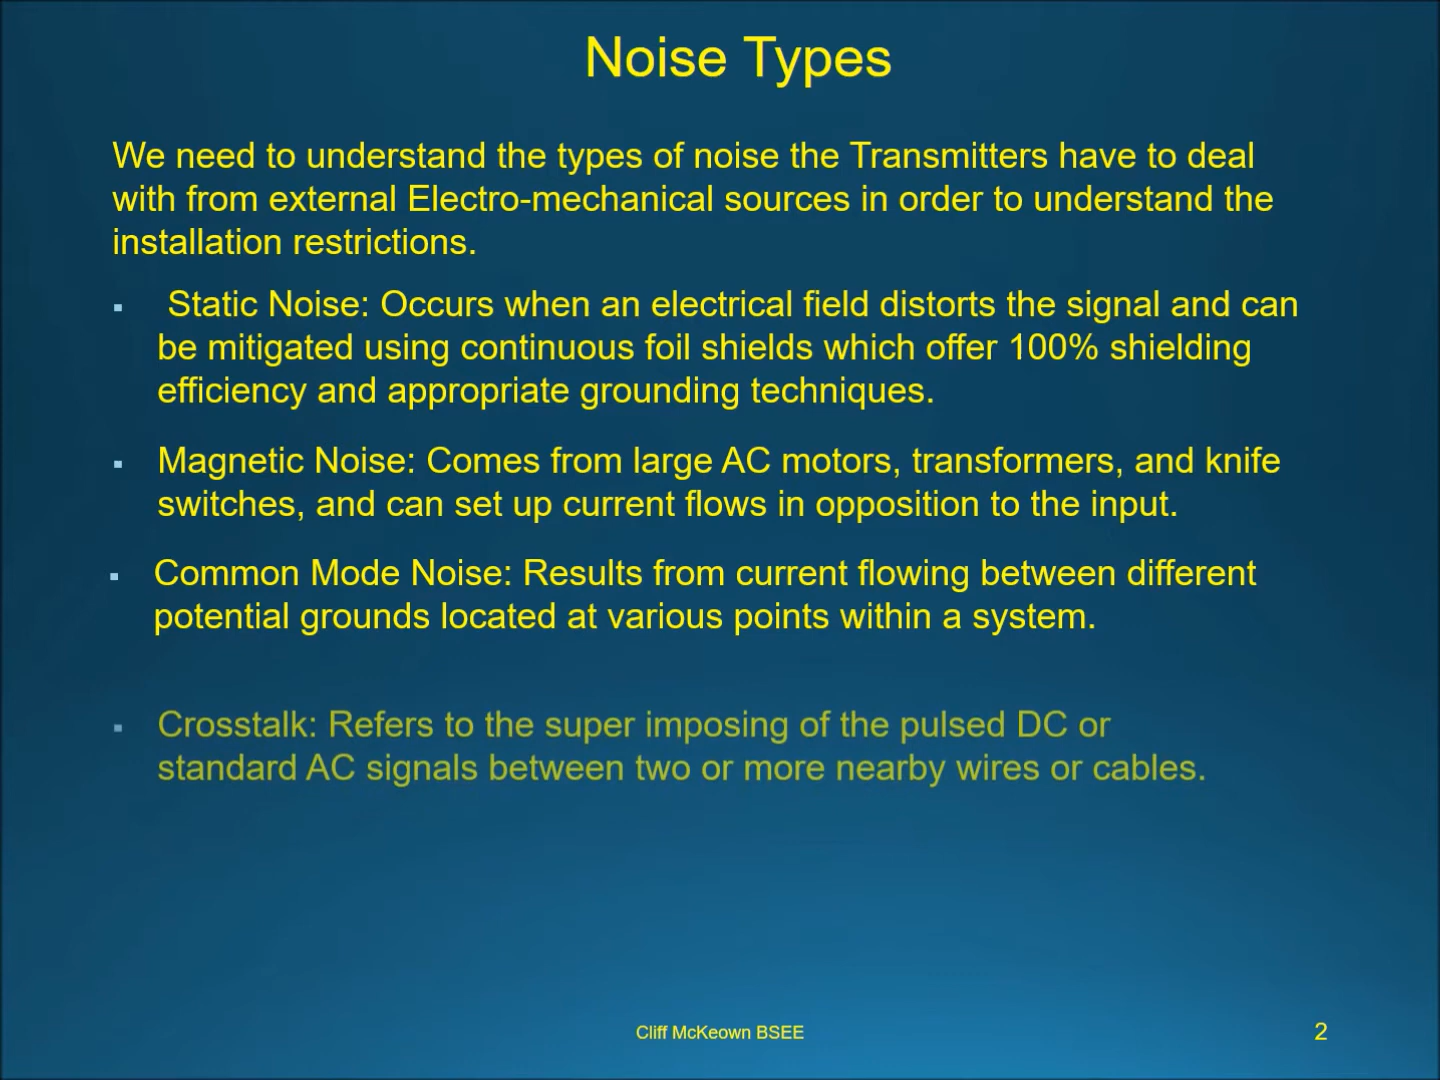 Noise Types
We need to understand the types of noise the Transmitters have to deal
with from external Electro-mechanical sources in order to understand the
installation restrictions.
▪ Static Noise: Occurs when an electrical field distorts the signal and can
be mitigated using continuous foil shields which offer 100% shielding
efficiency and appropriate grounding techniques.
▪ Magnetic Noise: Comes from large AC motors, transformers, and knife
switches, and can set up current flows in opposition to the input.
▪ Common Mode Noise: Results from current flowing between different
potential grounds located at various points within a system.
▪ Crosstalk: Refers to the super imposing of the pulsed DC or
standard AC signals between two or more nearby wires or cables.
Cliff McKeown BSEE
2